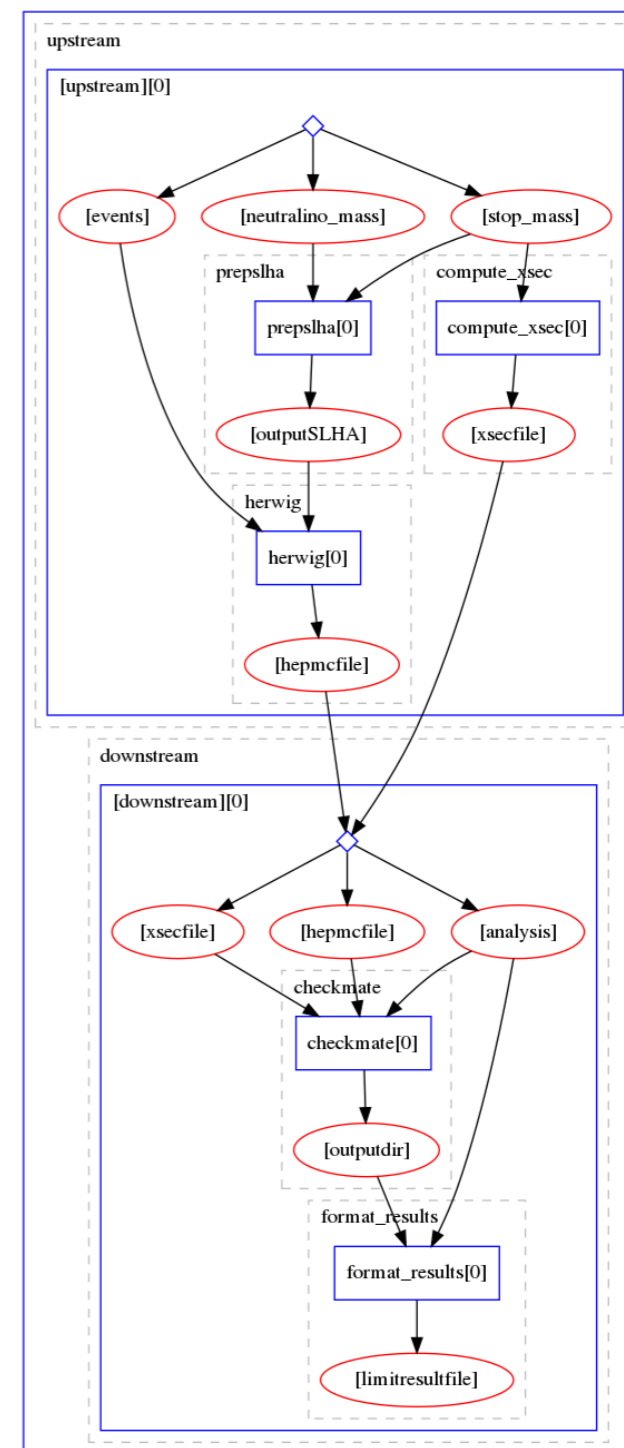 upstream
[upstream][0]
[events]
[neutralino_mass]
[stop_mass]
prepslha
compute_xsec
prepslha[0]
compute_xsec[0]
[outputSLHA]
[xsecfile]
herwig
herwig[0]
[hepmcfile]
downstream
[downstream][0]
[xsecfile]
[hepmcfile]
[analysis]
checkmate
checkmate[0]
[outputdir]
format_results
format_results[0]
[limitresultfile]